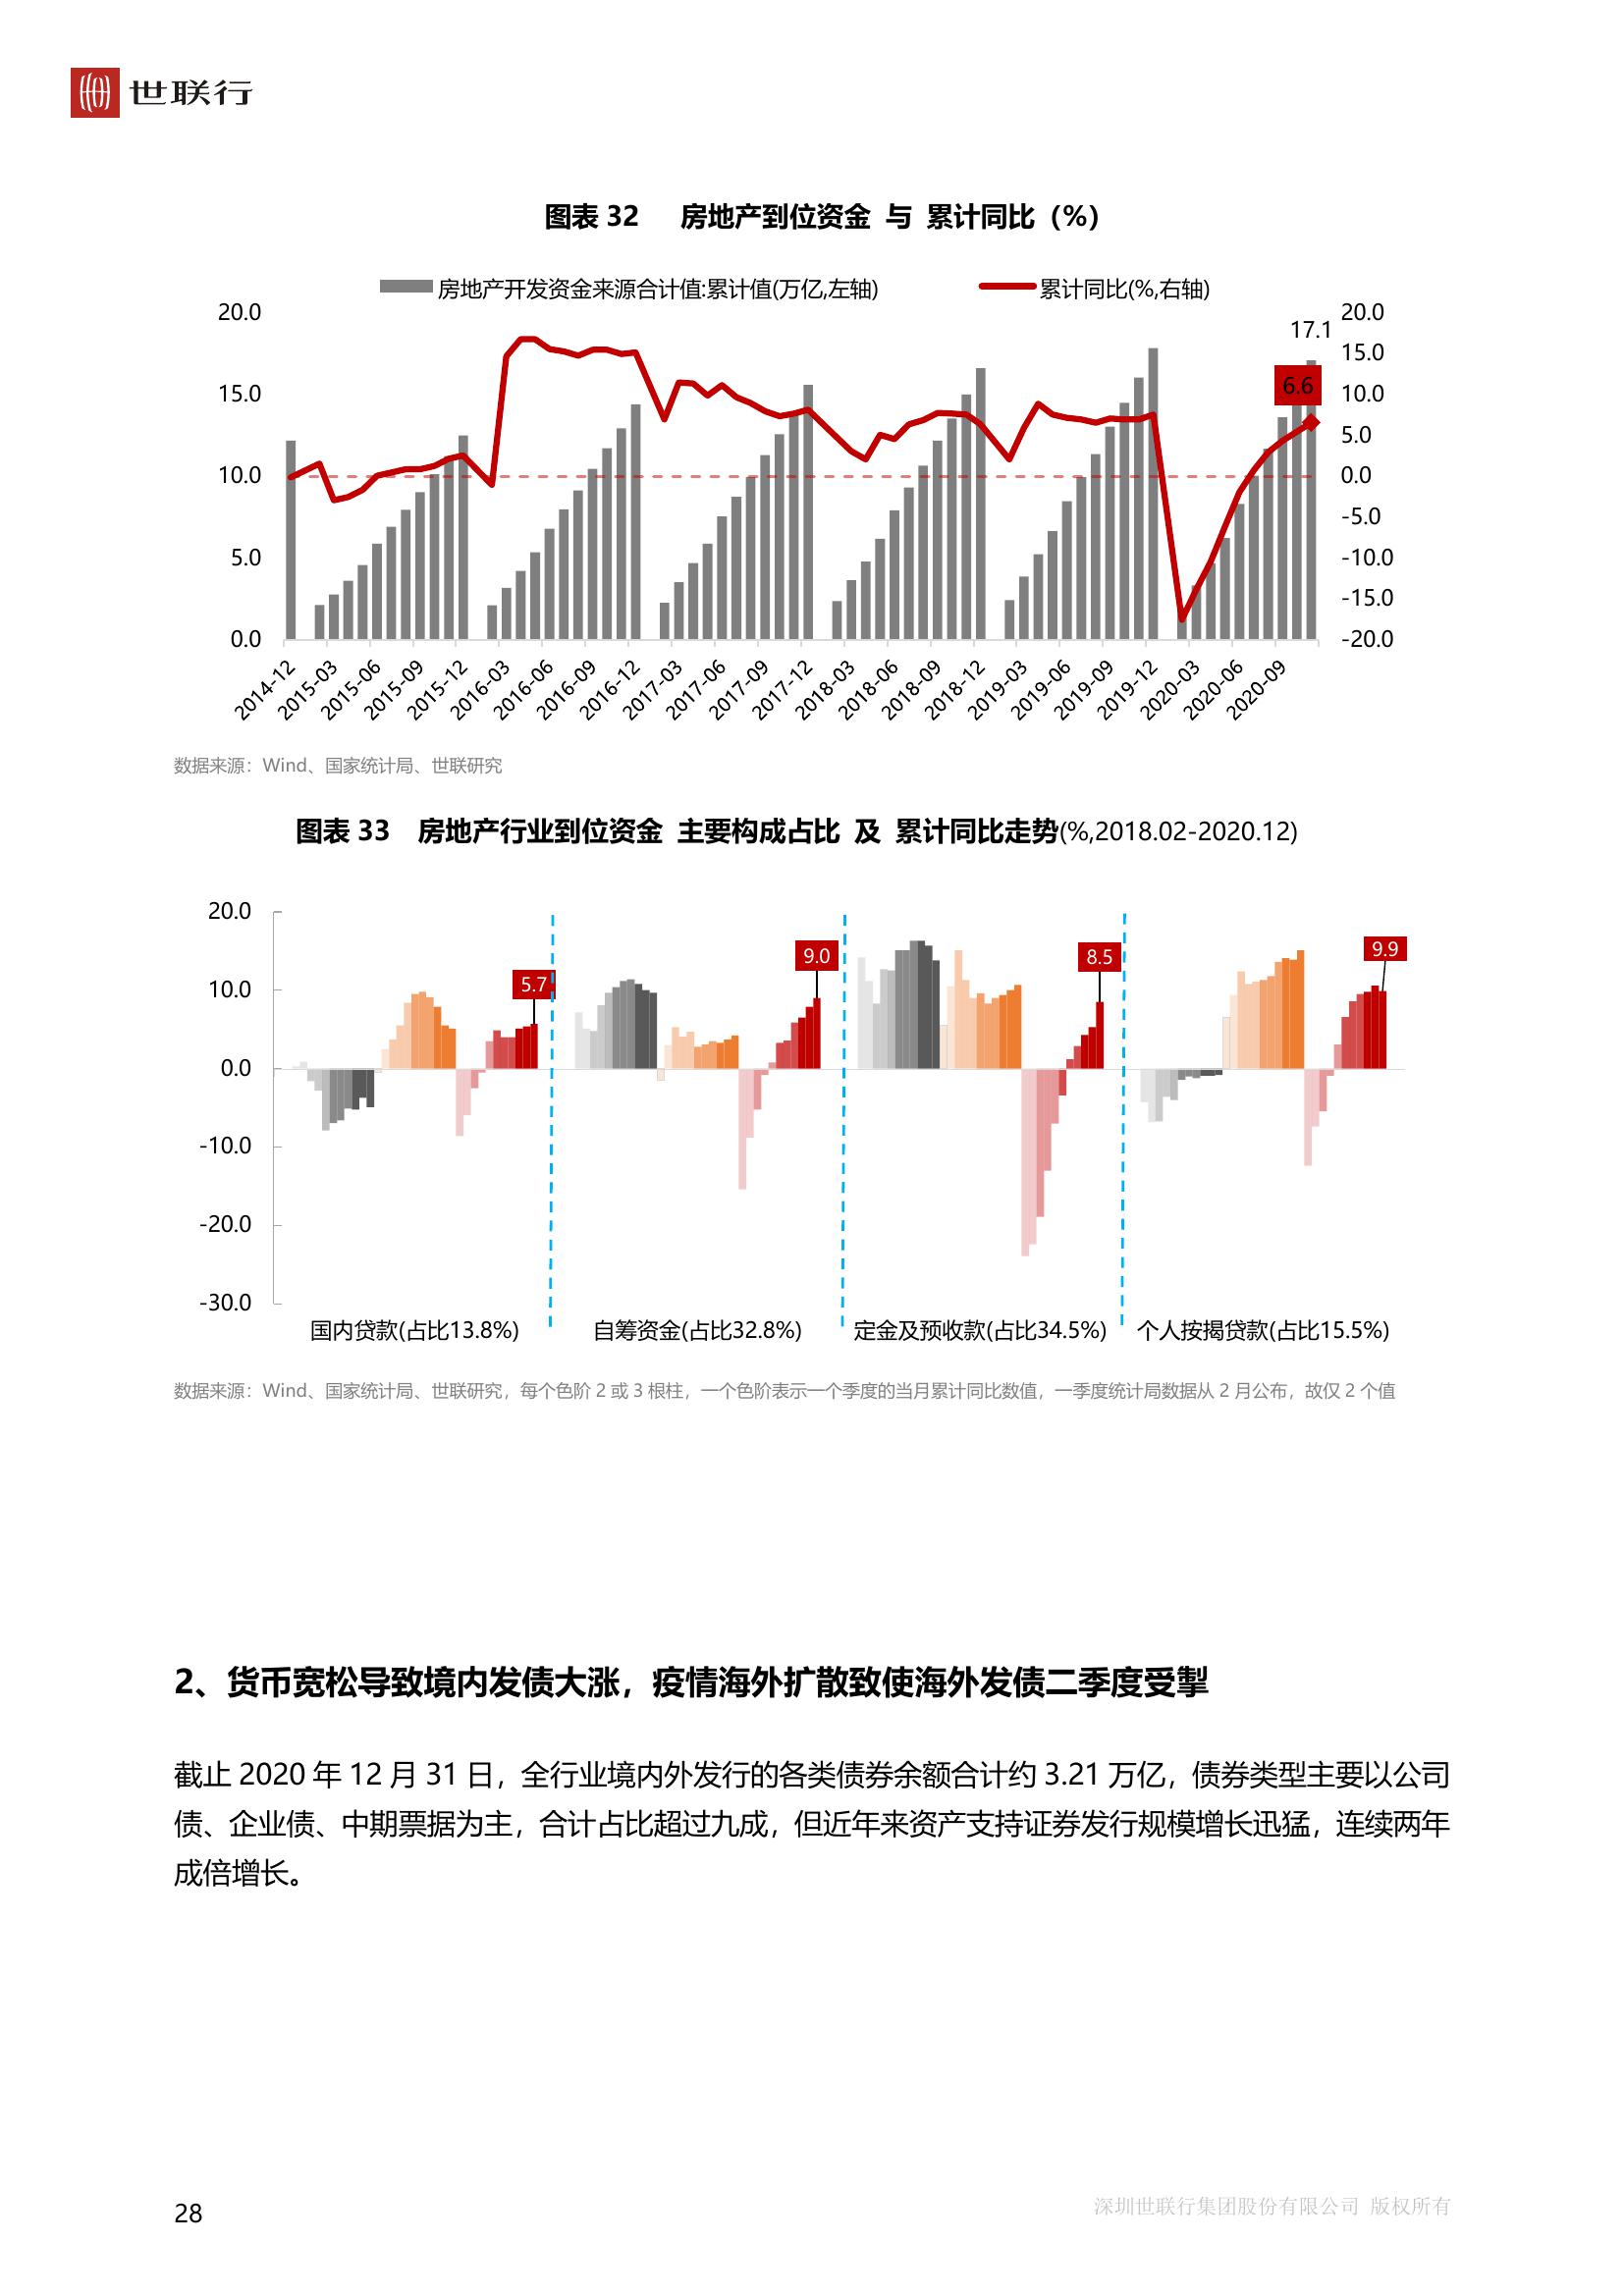 世联行
图表 32 房地产到位资金 与 累计同比（%）
房地产开发资金来源合计值:累计值(万亿,左轴) 累计同比(%,右轴)
20.0
15.0
10.0
5.0
0.0
17.1
6.6
20.0
15.0
10.0
5.0
0.0
-5.0
-10.0
-15.0
-20.0
2014-12 2015-03 2015-06 2015-09 2015-12 2016-03 2016-06 2016-09 2016-12 2017-03 2017-06 2017-09 2017-12 2018-03 2018-06 2018-09 2018-12 2019-03 2019-06 2019-09 2019-12 2020-03 2020-06 2020-09
数据来源：Wind、国家统计局、世联研究
图表 33 房地产行业到位资金 主要构成占比 及 累计同比走势(%,2018.02-2020.12)
20.0
10.0
0.0
-10.0
-20.0
-30.0
5.7
9.0
8.5
9.9
国内贷款(占比13.8%) 自筹资金(占比32.8%) 定金及预收款(占比34.5%) 个人按揭贷款(占比15.5%)
数据来源：Wind、国家统计局、世联研究，每个色阶 2 或 3 根柱，一个色阶表示一个季度的当月累计同比数值，一季度统计局数据从 2 月公布，故仅 2 个值
2、货币宽松导致境内发债大涨，疫情海外扩散致使海外发债二季度受掣
截止 2020 年 12 月 31 日，全行业境内外发行的各类债券余额合计约 3.21 万亿，债券类型主要以公司
债、企业债、中期票据为主，合计占比超过九成，但近年来资产支持证券发行规模增长迅猛，连续两年
成倍增长。
28
深圳世联行集团股份有限公司 版权所有